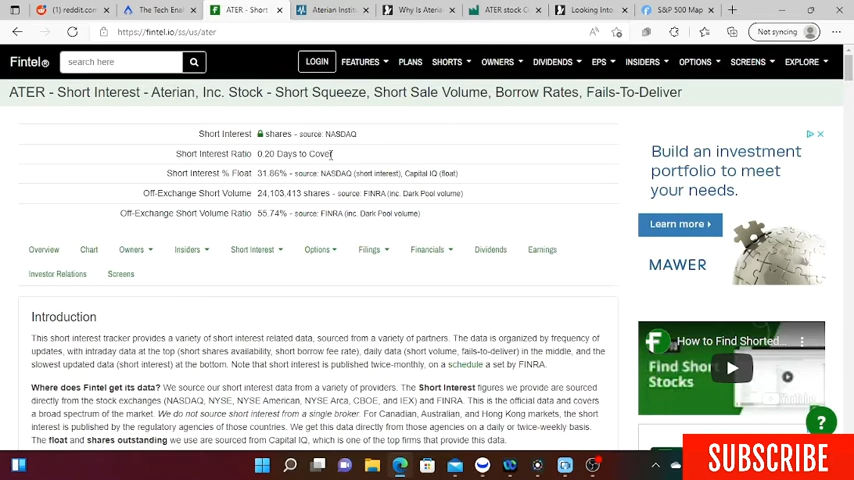 (1) reddit.com
The Tech Ena
ATER - Short
Aterian Instit
Why Is Ateria
ATER stock C
Looking Into
S&P 500 Map
https://fintel.io/ss/us/ater
Not syncing
Fintel
search here
LOGIN
FEATURES
PLANS
SHORTS
OWNERS
DIVIDENDS
EPS
INSIDERS
OPTIONS
SCREENS
EXPLORE
ATER - Short Interest - Aterian, Inc. Stock - Short Squeeze, Short Sale Volume, Borrow Rates, Fails-To-Deliver
Short Interest shares - source: NASDAQ
Short Interest Ratio 0.20 Days to Cover
Short Interest % Float 31.86% - source: NASDAQ (short interest), Capital IQ (float)
Off-Exchange Short Volume 24,103,413 shares - source: FINRA (inc. Dark Pool volume)
Off-Exchange Short Volume Ratio 55.74% - source: FINRA (inc. Dark Pool volume)
Overview
Chart
Owners
Insiders
Short Interest
Options
Filings
Financials
Dividends
Earnings
Investor Relations
Screens
Introduction
This short interest tracker provides a variety of short interest related data, sourced from a variety of partners. The data is organized by frequency of
updates, with intraday data at the top (short shares availability, short borrow fee rate), daily data (short volume, fails-to-deliver) in the middle, and the
slowest updated data (short interest) at the bottom. Note that short interest is published twice-monthly, on a schedule a set by FINRA.
Where does Fintel get its data? We source our short interest data from a variety of providers. The Short Interest figures we provide are sourced
directly from the stock exchanges (NASDAQ, NYSE, NYSE American, NYSE Arca, CBOE, and IEX) and FINRA. This is the official data and covers
a broad spectrum of the market. We do not source short interest from a single broker. For Canadian, Australian, and Hong Kong markets, the short
interest is published by the regulatory agencies of those countries. We get this data directly from those agencies on a daily or twice-weekly basis.
The float and shares outstanding we use are sourced from Capital IQ, which is one of the top firms that provide this data.
Build an investment
portfolio to meet
your needs.
Learn more
MAWER
How to Find Shorted
Find Short
Stocks
YouTube
?
SUBSCRIBE